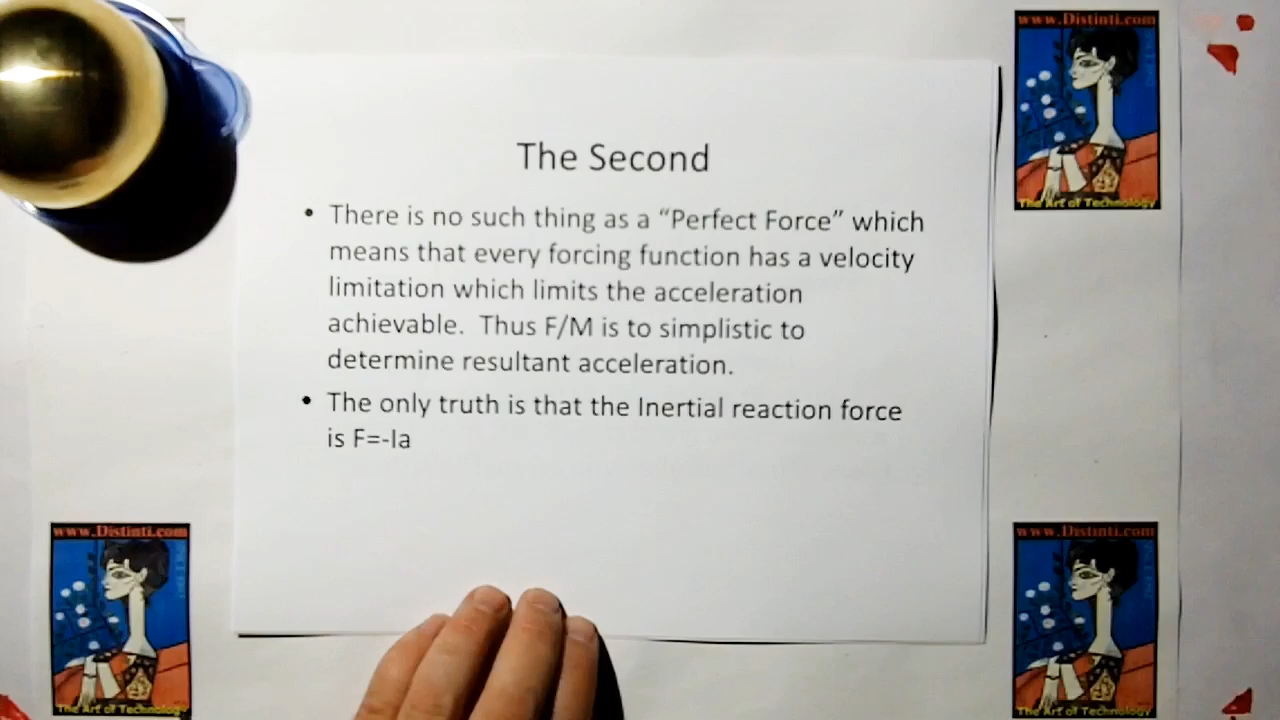 www.Distinti.com
The Art of Technology
The Second
• There is no such thing as a “Perfect Force” which
means that every forcing function has a velocity
limitation which limits the acceleration
achievable. Thus F/M is to simplistic to
determine resultant acceleration.
• The only truth is that the Inertial reaction force
is F=-Ia
www.Distinti.com
The Art of Technology
www.Distinti.com
The Art of Technology